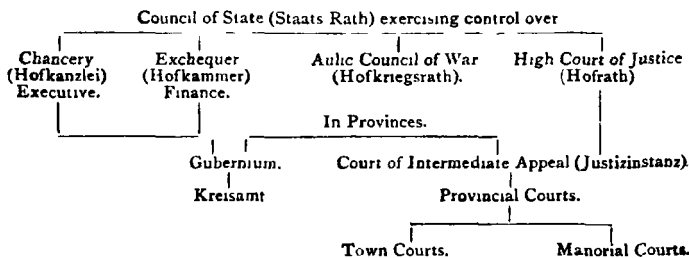 Council of State (Staats Rath) exercising control over
Chancery Exchequer Aulic Council of War High Court of Justice
(Hofkanzlei) (Hofkammer) (Hofkriegsrath). (Hofrath)
Executive. Finance.
In Provinces.
Gubernium. Court of Intermediate Appeal (Justizinstanz)
Kreisamt Provincial Courts.
Town Courts. Manorial Courts.